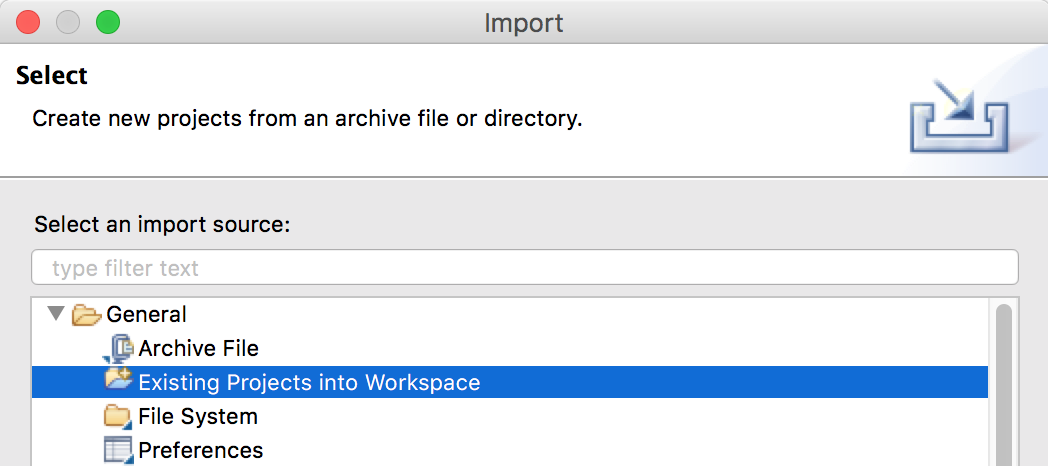 Import
Select
Create new projects from an archive file or directory.
Select an import source:
type filter text
General
Archive File
Existing Projects into Workspace
File System
Preferences